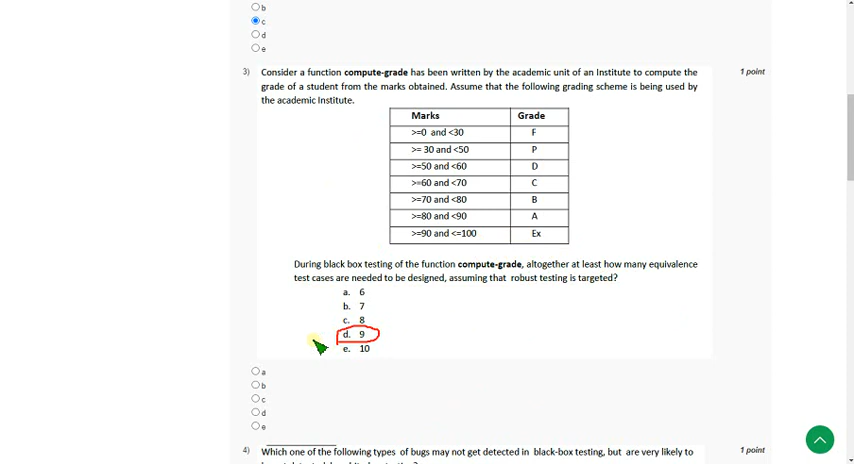 b
c
d
e
3) Consider a function compute-grade has been written by the academic unit of an Institute to compute the 1 point
grade of a student from the marks obtained. Assume that the following grading scheme is being used by
the academic Institute.
Marks Grade
>=0 and <30 F
>= 30 and <50 P
>=50 and <60 D
>=60 and <70 C
>=70 and <80 B
>=80 and <90 A
>=90 and <=100 Ex
During black box testing of the function compute-grade, altogether at least how many equivalence
test cases are needed to be designed, assuming that robust testing is targeted?
a. 6
b. 7
c. 8
d. 9
e. 10
a
b
c
d
e
4) Which one of the following types of bugs may not get detected in black-box testing, but are very likely to 1 point